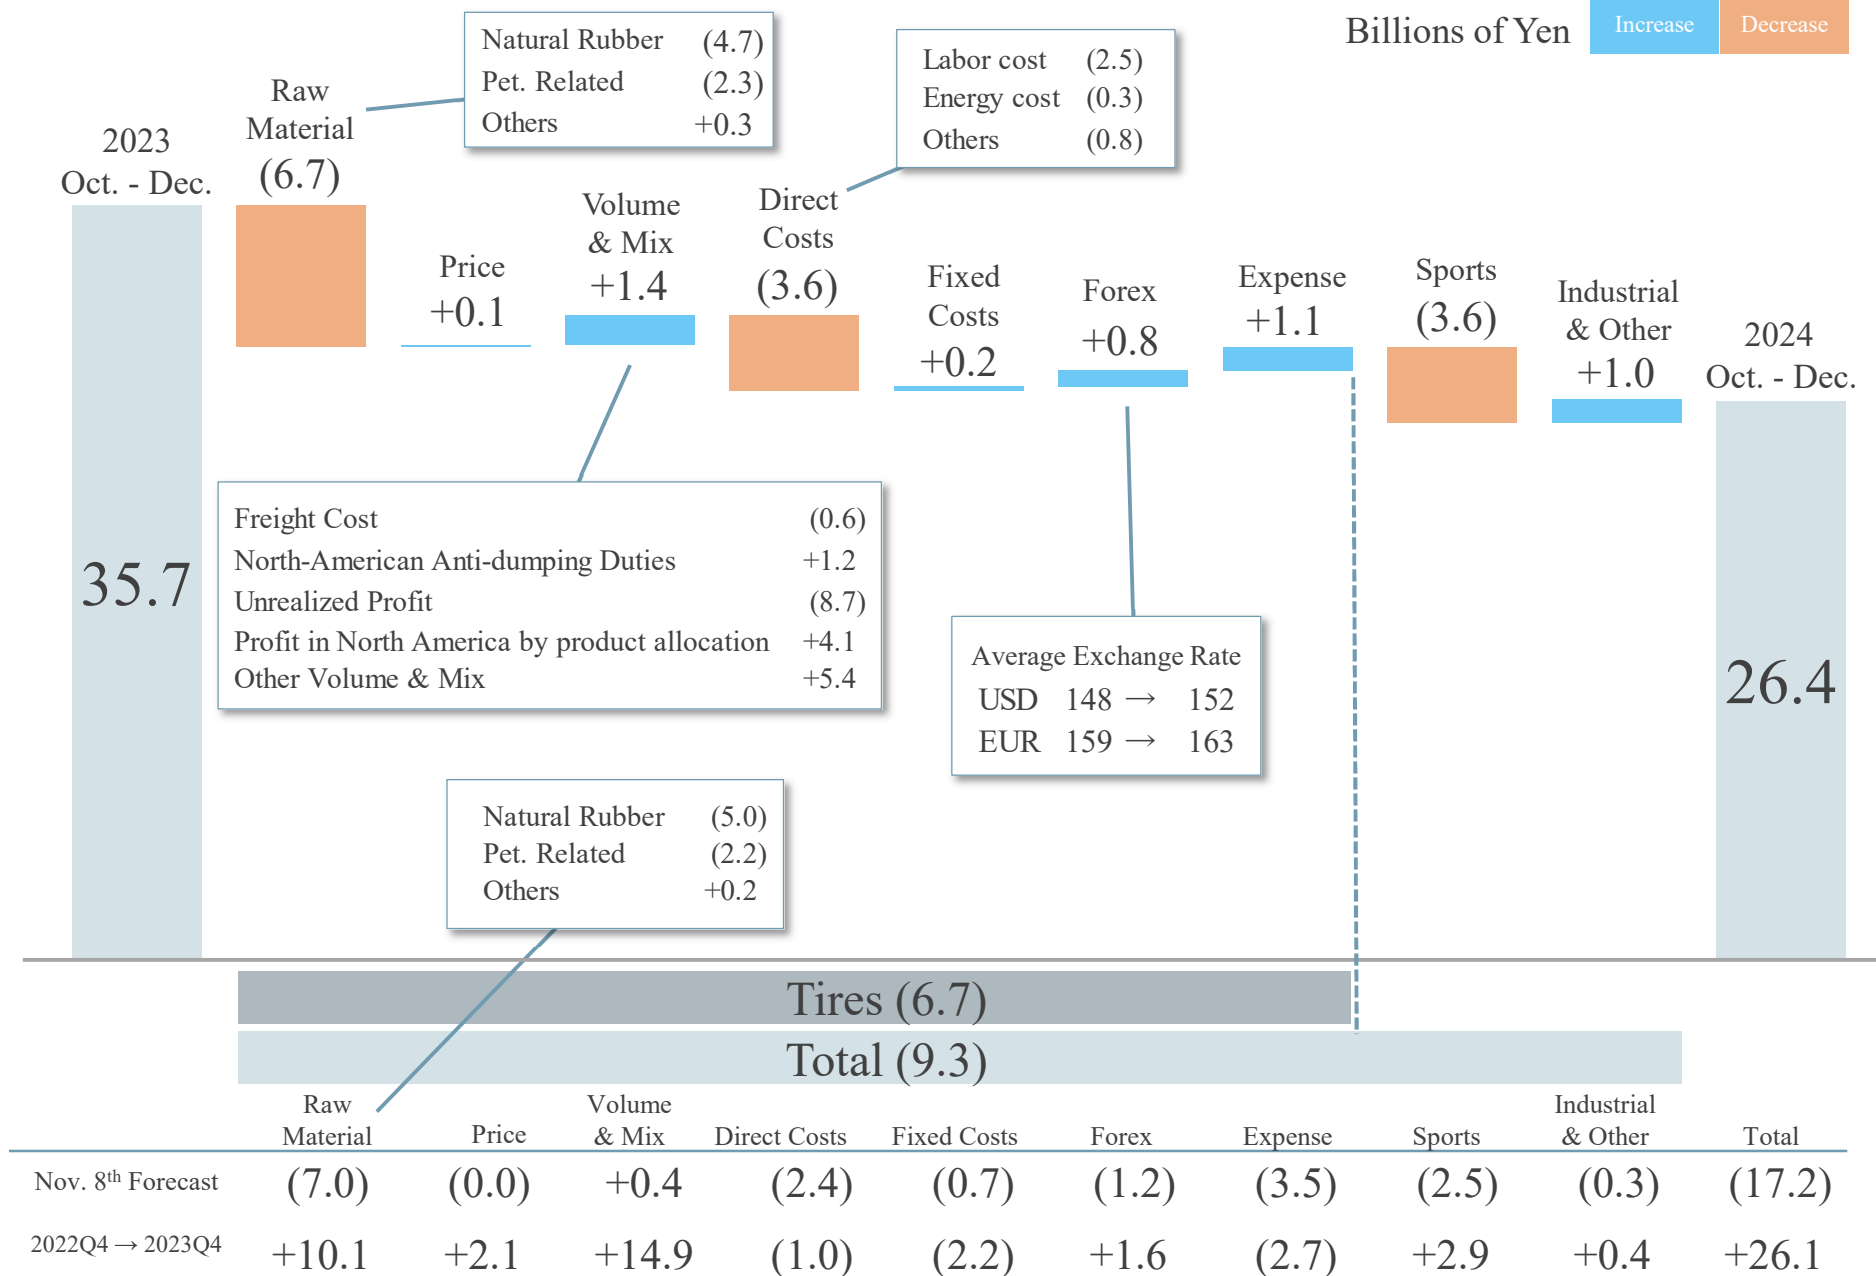 Billions of Yen Increase Decrease
Natural Rubber (4.7)
Pet. Related (2.3)
Others +0.3
Labor cost (2.5)
Energy cost (0.3)
Others (0.8)
2023
Oct. - Dec.
35.7
Raw
Material
(6.7)
Price
+0.1
Volume
& Mix
+1.4
Direct
Costs
(3.6)
Fixed
Costs
+0.2
Forex
+0.8
Expense
+1.1
Sports
(3.6)
Industrial
& Other
+1.0
2024
Oct. - Dec.
26.4
Freight Cost (0.6)
North-American Anti-dumping Duties +1.2
Unrealized Profit (8.7)
Profit in North America by product allocation +4.1
Other Volume & Mix +5.4
Average Exchange Rate
USD 148 → 152
EUR 159 → 163
Natural Rubber (5.0)
Pet. Related (2.2)
Others +0.2
Tires (6.7)
Total (9.3)
Raw
Material
Price
Volume
& Mix
Direct Costs
Fixed Costs
Forex
Expense
Sports
Industrial
& Other
Total
Nov. 8th Forecast (7.0) (0.0) +0.4 (2.4) (0.7) (1.2) (3.5) (2.5) (0.3) (17.2)
2022Q4 → 2023Q4 +10.1 +2.1 +14.9 (1.0) (2.2) +1.6 (2.7) +2.9 +0.4 +26.1